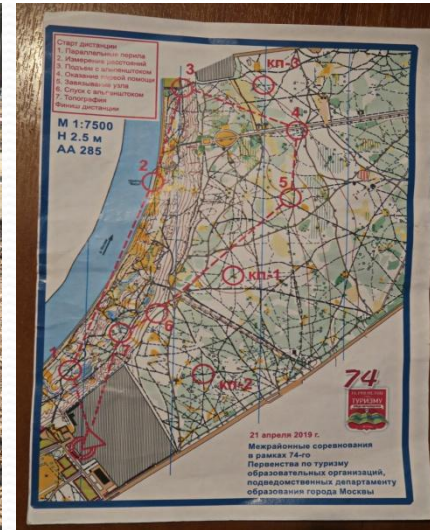 Старт дистанции
1. Параллельные перила
2. Измерение расстояний
3. Подъем с альпенштоком
4. Оказание первой помощи
5. Завязывание узла
6. Спуск с альпенштоком
7. Топография
Финиш дистанции
М 1:7500
Н 2.5 м
АА 285
3
кп-3
4
2
5
кп-1
6
7
1
кп-2
74
ТУРИЗМУ
21 апреля 2019 г.
Межрайонные соревнования
в рамках 74-го
Первенства по туризму
образовательных организаций,
подведомственных департаменту
образования города Москвы